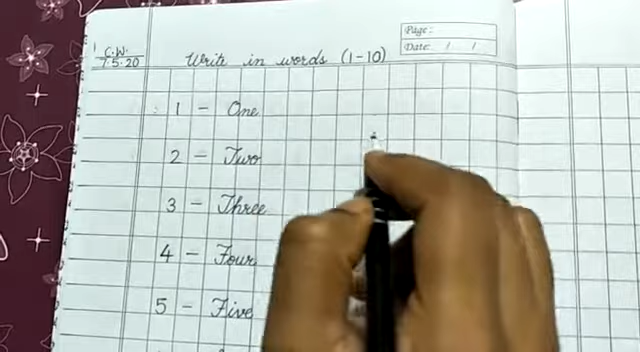 Page:
Date: / /
C.W.
7.5.20
Write in words (1-10)
1 - One
2 - Two
3 - Three
4 - Four
5 - Five